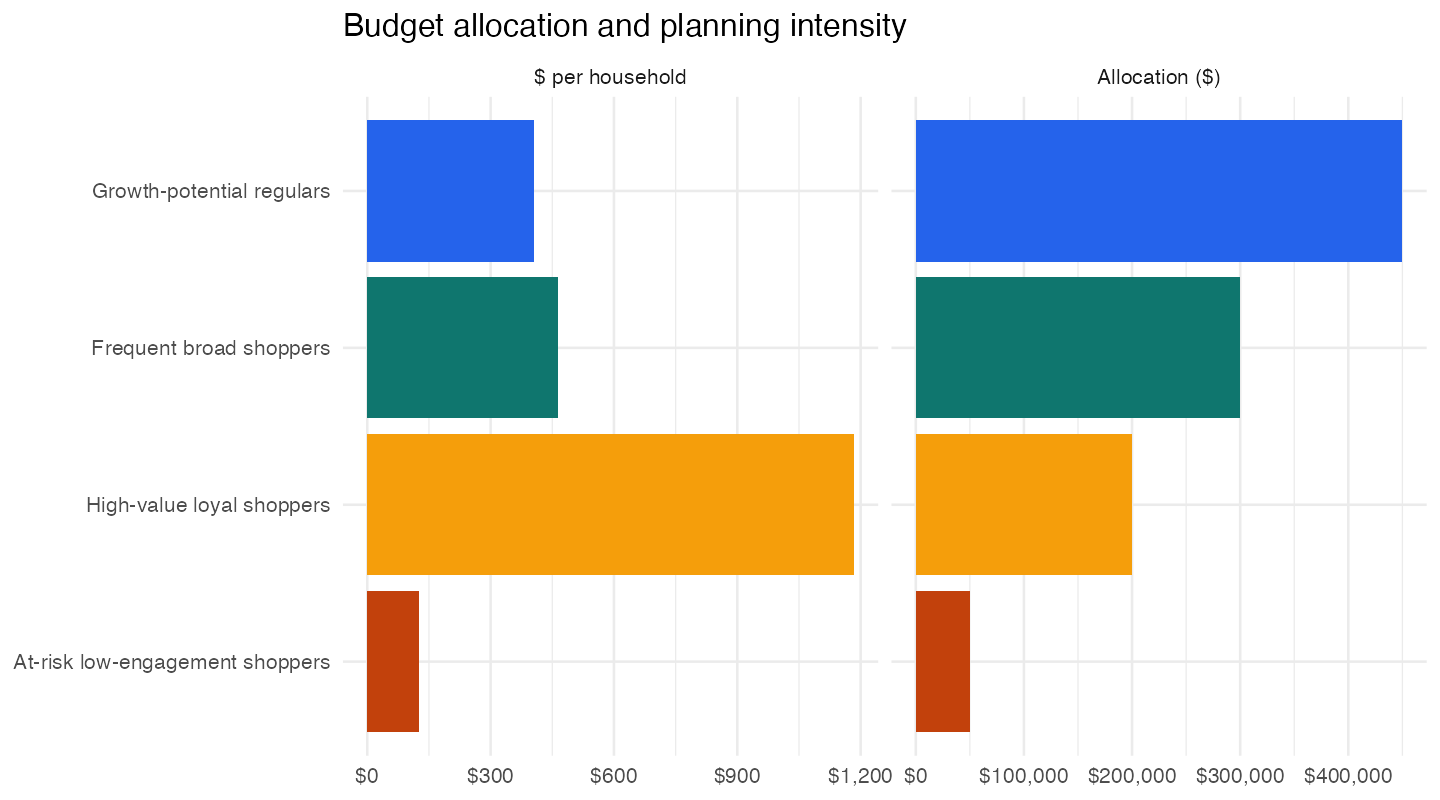 Budget allocation and planning intensity
$ per household
Allocation ($)
Growth-potential regulars
Frequent broad shoppers
High-value loyal shoppers
At-risk low-engagement shoppers
$0 $300 $600 $900 $1,200
$0 $100,000 $200,000 $300,000 $400,000